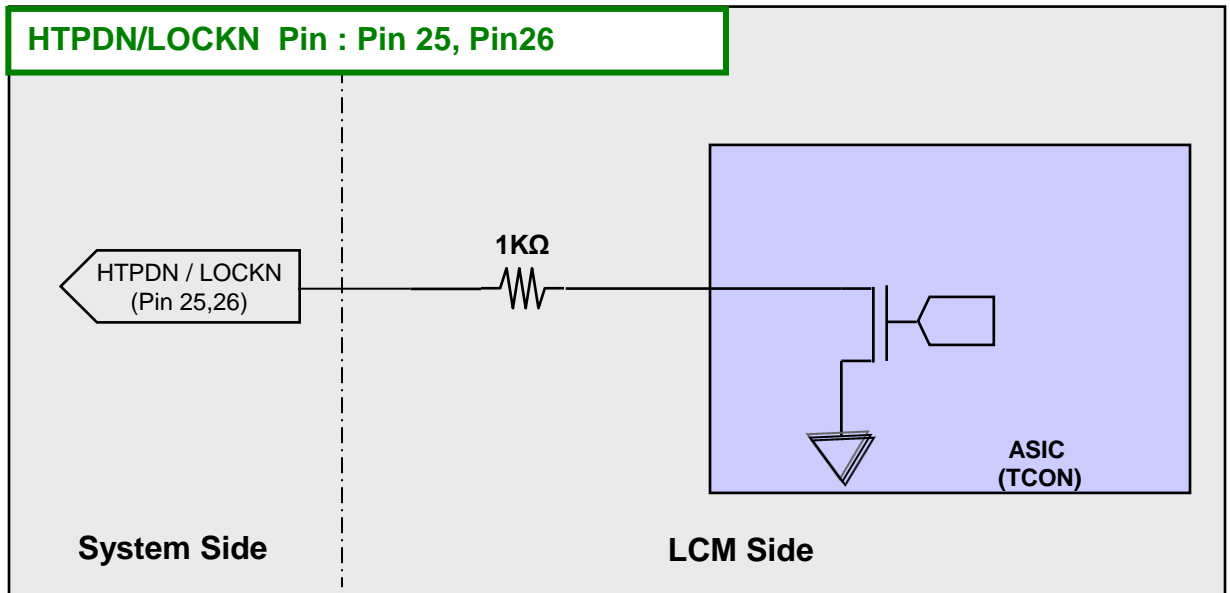 HTPDN/LOCKN Pin : Pin 25, Pin26
1KΩ
HTPDN / LOCKN
(Pin 25,26)
ASIC
(TCON)
System Side
LCM Side